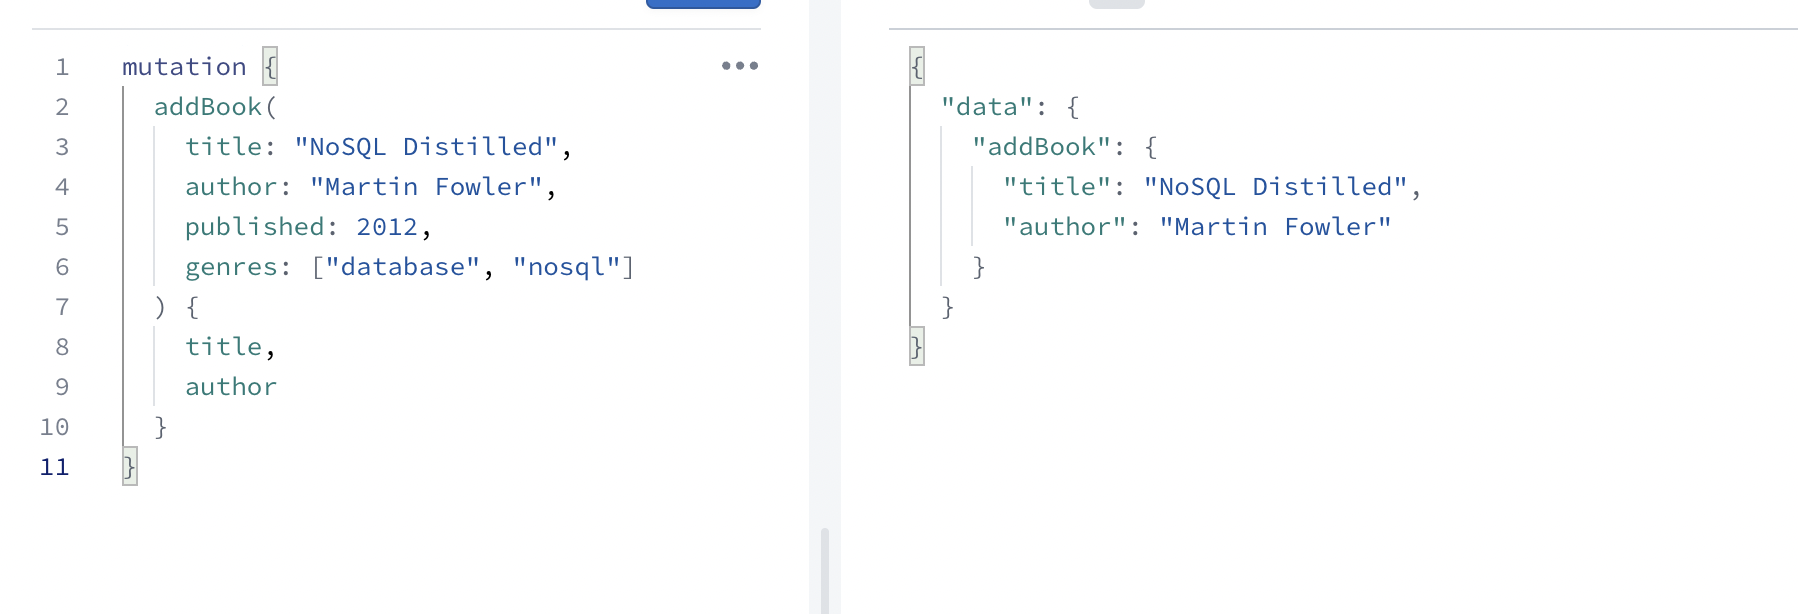 1 mutation {
2   addBook(
3     title: "NoSQL Distilled",
4     author: "Martin Fowler",
5     published: 2012,
6     genres: ["database", "nosql"]
7   ) {
8     title,
9     author
10   }
11 }
{
  "data": {
    "addBook": {
      "title": "NoSQL Distilled",
      "author": "Martin Fowler"
    }
  }
}